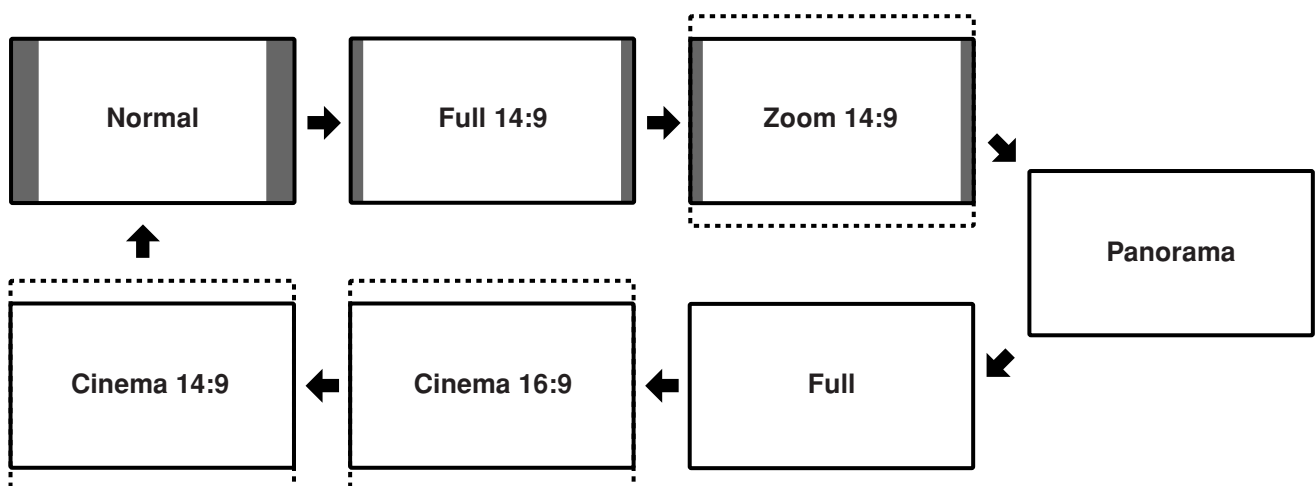 Normal
Full 14:9
Zoom 14:9
Panorama
Cinema 14:9
Cinema 16:9
Full